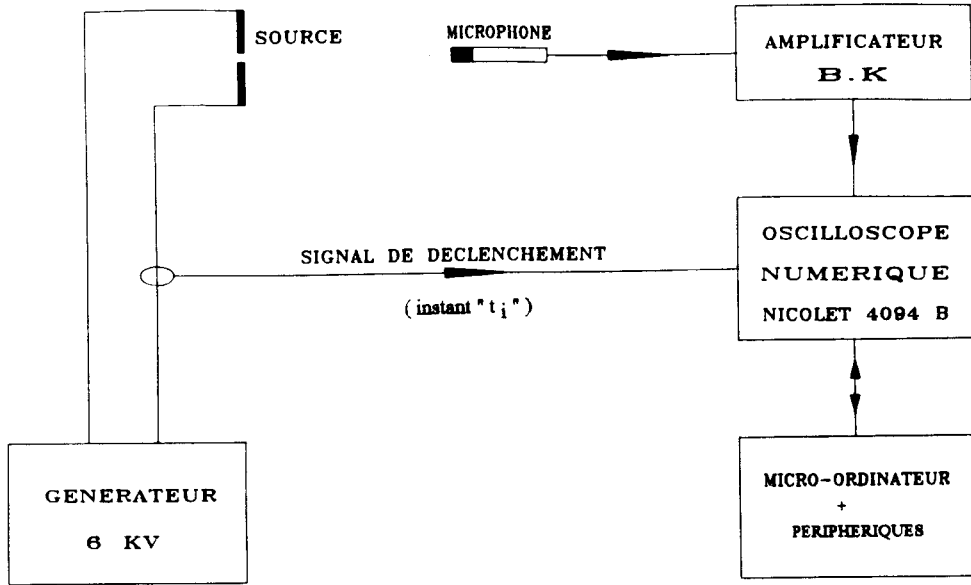 SOURCE
MICROPHONE
AMPLIFICATEUR
B.K
SIGNAL DE DECLENCHEMENT
(instant " t i ")
OSCILLOSCOPE
NUMERIQUE
NICOLET 4094 B
GENERATEUR
6 KV
MICRO-ORDINATEUR
+
PERIPHERIQUES